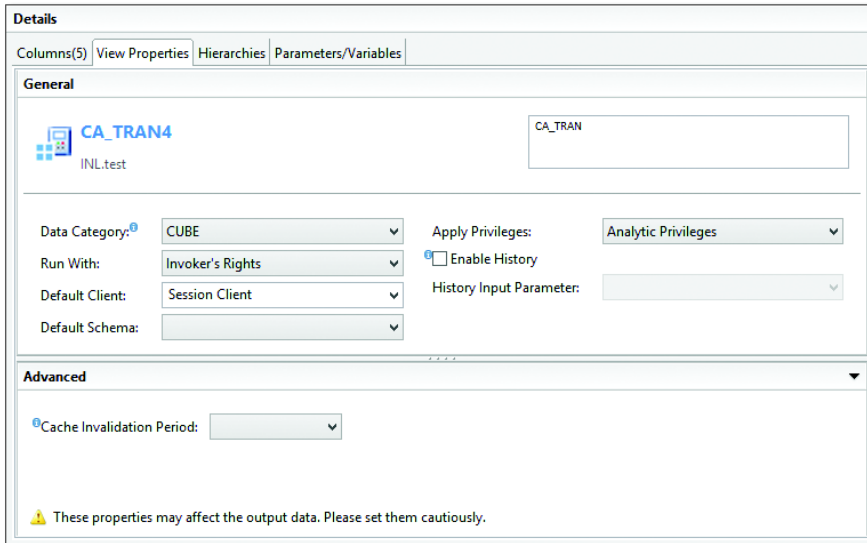 Details
Columns(5) View Properties Hierarchies Parameters/Variables
General
CA_TRAN4
INL.test
CA_TRAN
Data Category: CUBE
Apply Privileges: Analytic Privileges
Run With: Invoker's Rights
Enable History
Default Client: Session Client
History Input Parameter:
Default Schema:
Advanced
Cache Invalidation Period:
These properties may affect the output data. Please set them cautiously.